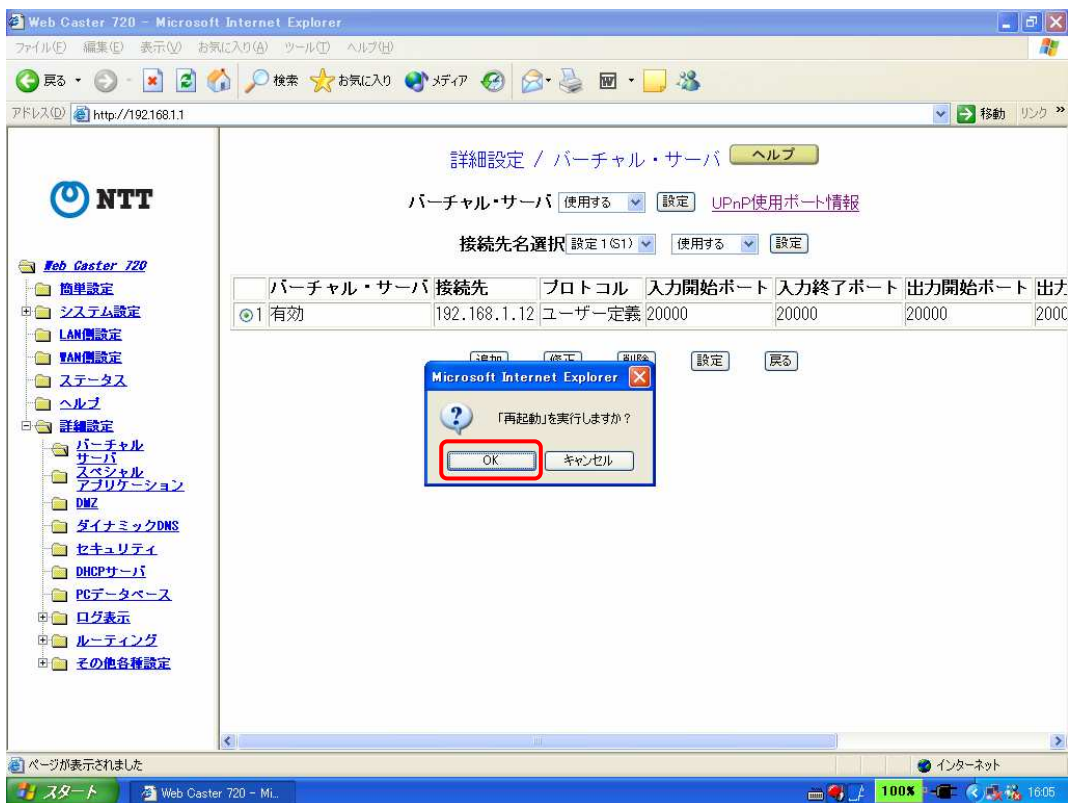 Web Caster 720 - Microsoft Internet Explorer
ファイル(F) 編集(E) 表示(V) お気に入り(A) ツール(T) ヘルプ(H)
戻る 検索 お気に入り メディア
アドレス(D) http://192.168.1.1 移動 リンク »
NTT
Web Caster 720
簡単設定
システム設定
LAN側設定
WAN側設定
ステータス
ヘルプ
詳細設定
バーチャル
サーバ
スペシャル
アプリケーション
DMZ
ダイナミックDNS
セキュリティ
DHCPサーバ
PCデータベース
ログ表示
ルーティング
その他各種設定
詳細設定 / バーチャル・サーバ ヘルプ
バーチャル・サーバ 使用する 設定 UPnP使用ポート情報
接続先名選択 設定1(S1) 使用する 設定
バーチャル・サーバ 接続先 プロトコル 入力開始ポート 入力終了ポート 出力開始ポート 出力
1 有効 192.168.1.12 ユーザー定義 20000 20000 20000 2000
追加 修正 削除 設定 戻る
Microsoft Internet Explorer
「再起動」を実行しますか?
OK キャンセル
ページが表示されました インターネット
スタート Web Caster 720 - Mi... 100% 16:05